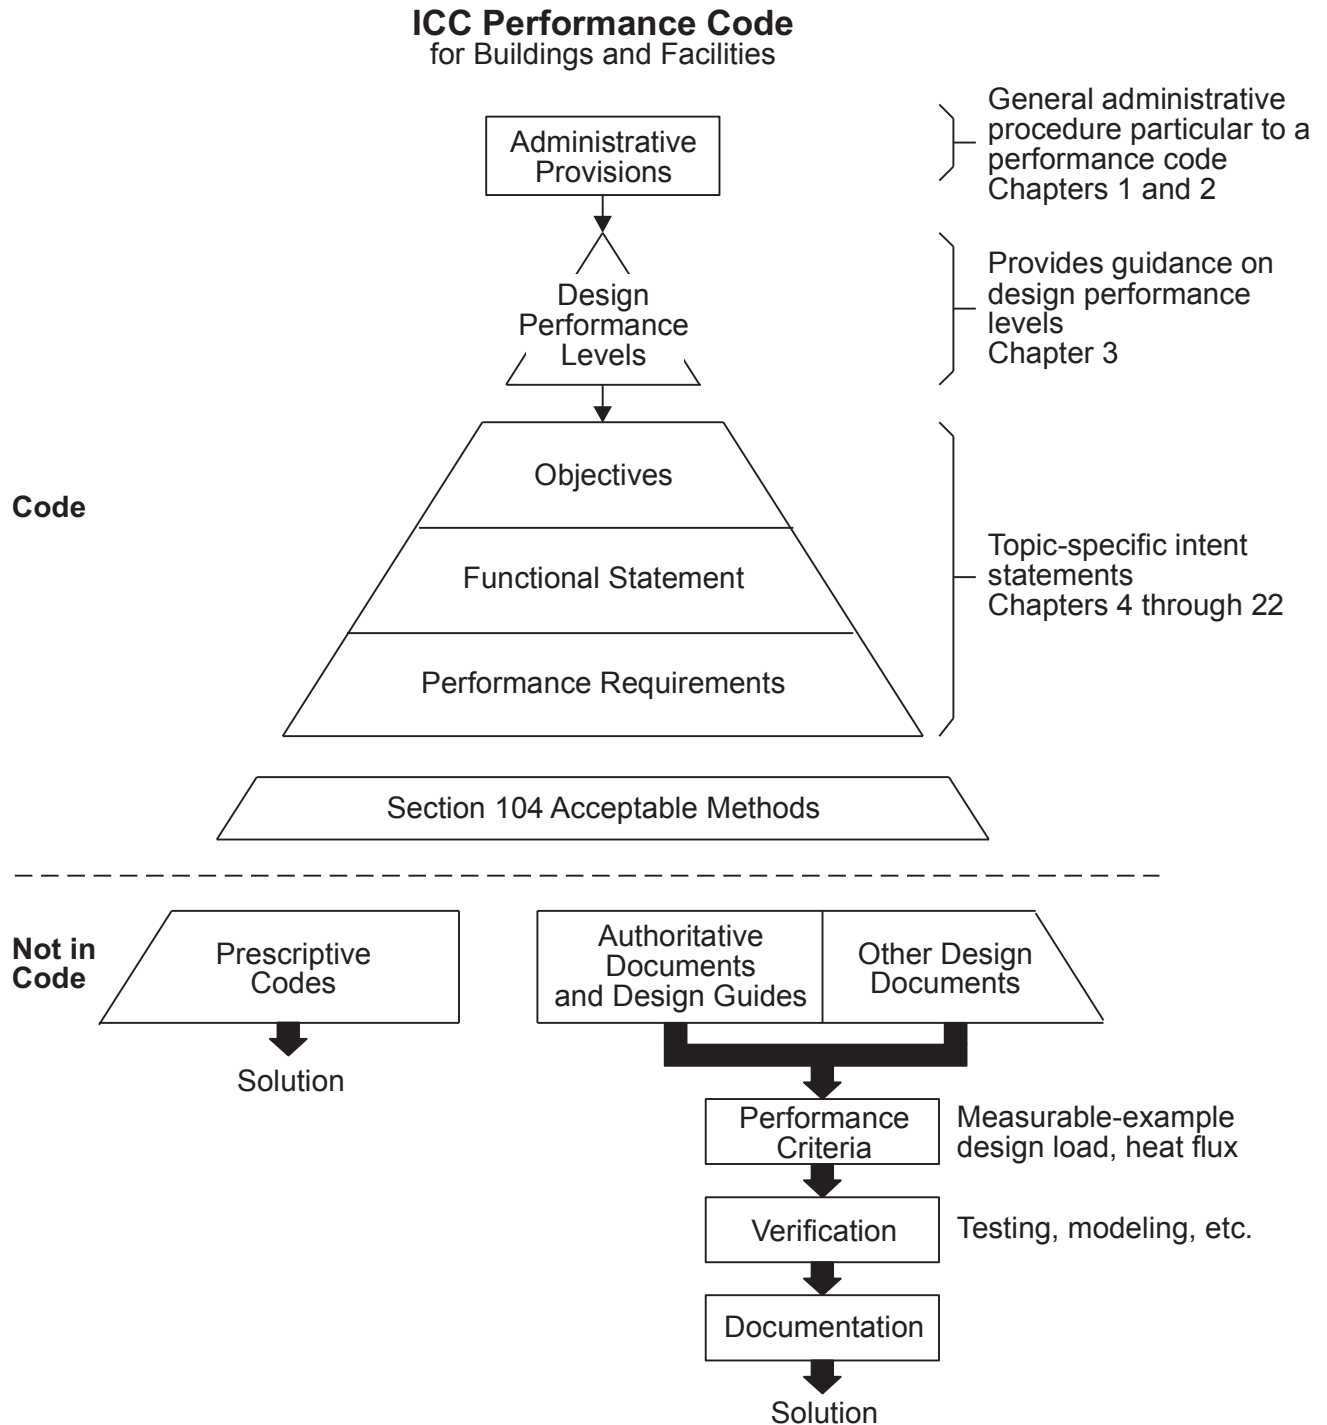 ICC Performance Code
for Buildings and Facilities
Administrative
Provisions
General administrative
procedure particular to a
performance code
Chapters 1 and 2
Design
Performance
Levels
Provides guidance on
design performance
levels
Chapter 3
Code
Objectives
Functional Statement
Performance Requirements
Topic-specific intent
statements
Chapters 4 through 22
Section 104 Acceptable Methods
Not in
Code
Prescriptive
Codes
Solution
Authoritative
Documents
and Design Guides
Other Design
Documents
Performance
Criteria
Measurable-example
design load, heat flux
Verification
Testing, modeling, etc.
Documentation
Solution